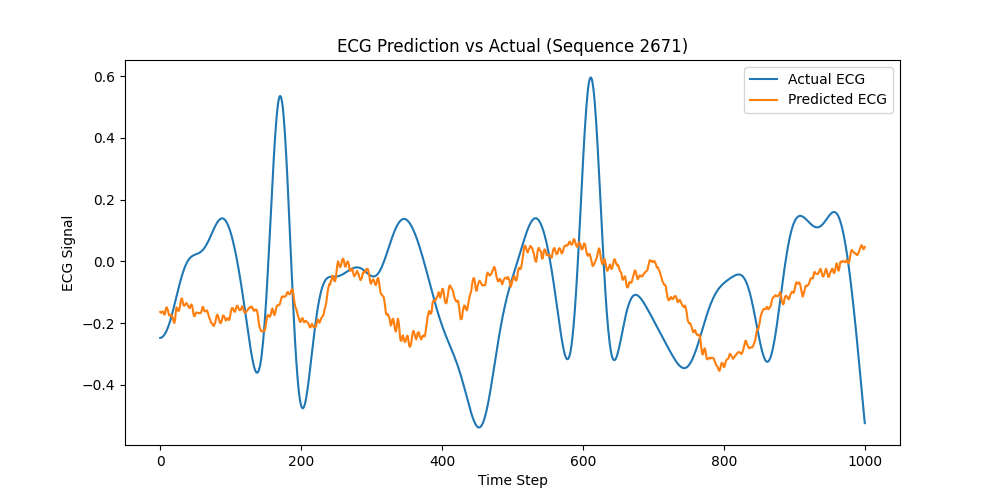 ECG Prediction vs Actual (Sequence 2671)
Actual ECG
Predicted ECG
0.6
0.4
0.2
0.0
−0.2
−0.4
ECG Signal
0 200 400 600 800 1000
Time Step